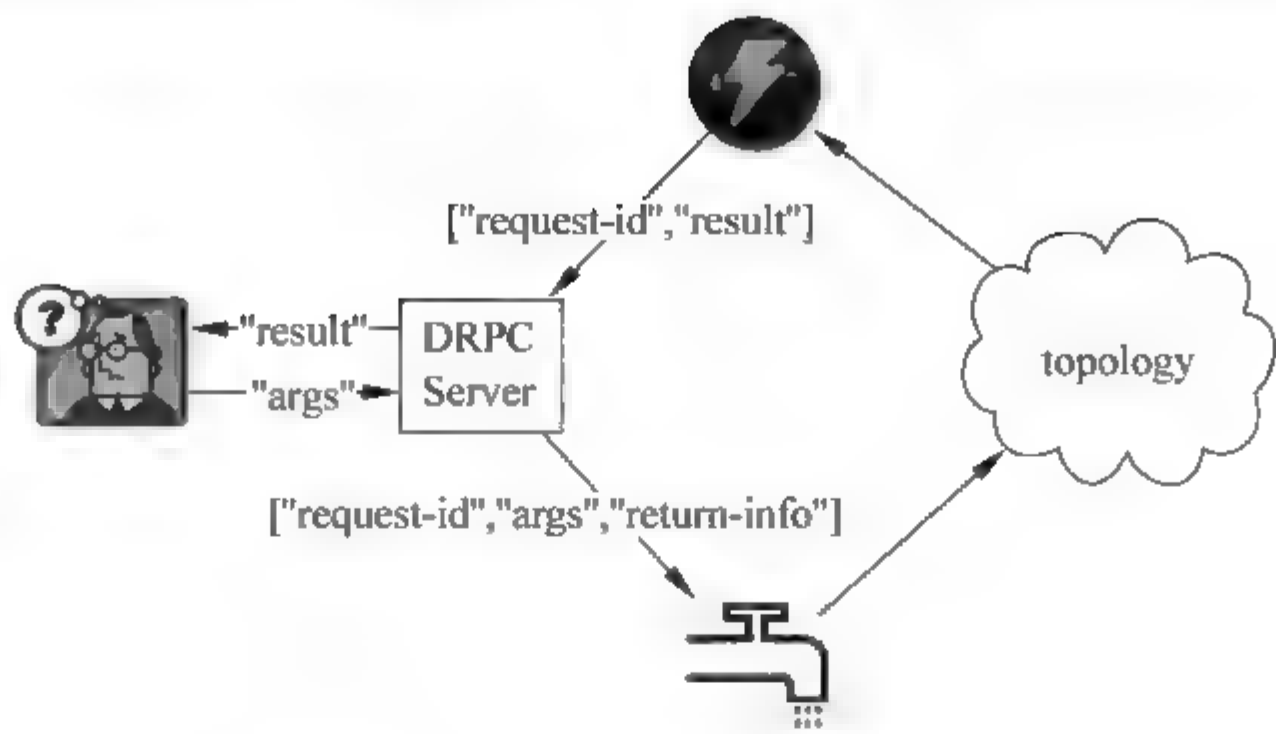 ["request-id","result"]
?
"result"
DRPC
Server
topology
"args"
["request-id","args","return-info"]